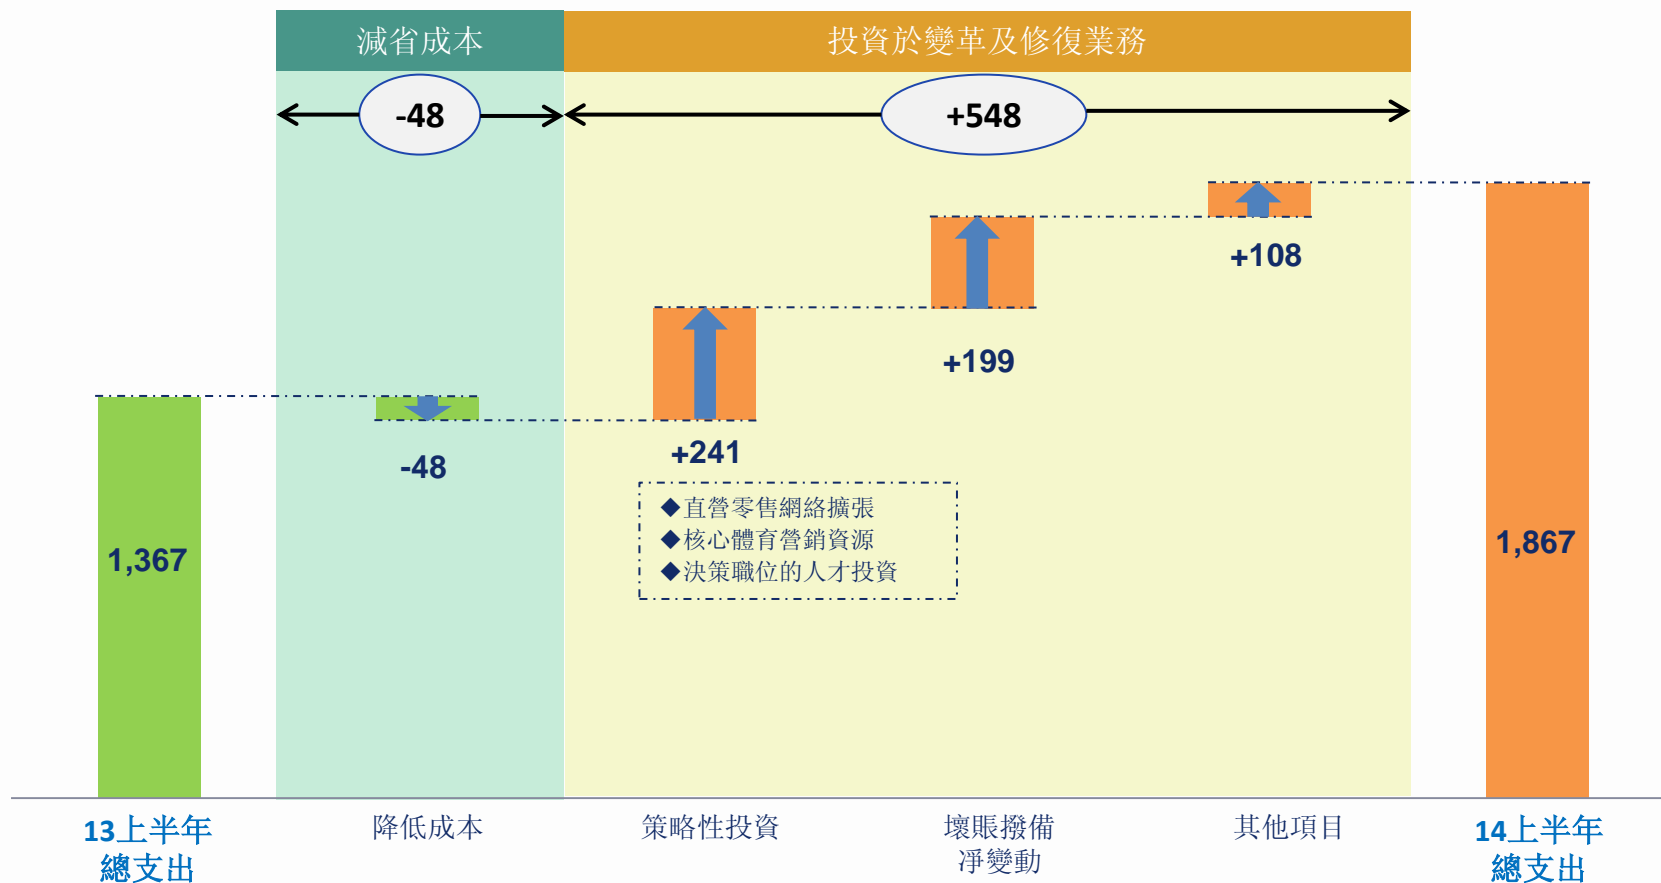 減省成本
投資於變革及修復業務
-48
+548
+108
+199
+241
-48
◆直營零售網絡擴張
◆核心體育營銷資源
◆決策職位的人才投資
1,367
1,867
13上半年
總支出
降低成本
策略性投資
壞賬撥備
凈變動
其他項目
14上半年
總支出